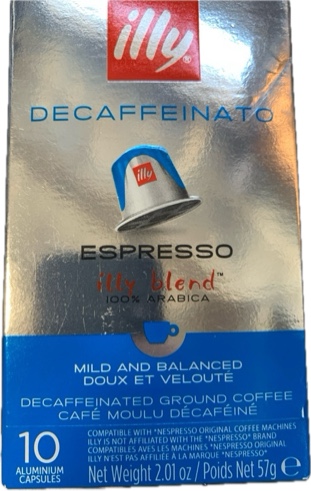 illy®
DECAFFEINATO
illy
ESPRESSO
illy blend™
100% ARABICA
MILD AND BALANCED
DOUX ET VELOUTÉ
DECAFFEINATED GROUND COFFEE
CAFÉ MOULU DÉCAFÉINÉ
10
ALUMINIUM
CAPSULES
COMPATIBLE WITH *NESPRESSO ORIGINAL COFFEE MACHINES
ILLY IS NOT AFFILIATED WITH THE *NESPRESSO® BRAND
COMPATIBLES AVEC LES MACHINES *NESPRESSO ORIGINAL
ILLY N'EST PAS AFFILIÉE À LA MARQUE *NESPRESSO®
Net Weight 2.01 oz / Poids Net 57g ℮